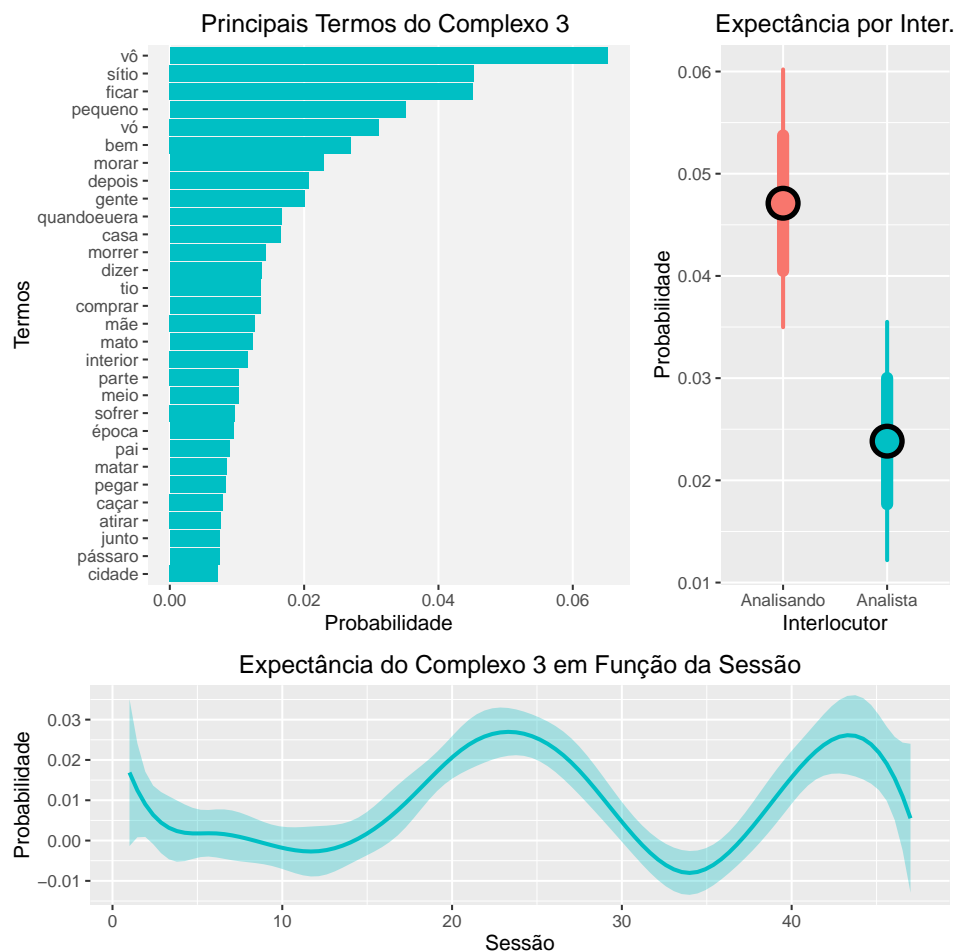 Principais Termos do Complexo 3
Termos
vô
sítio
ficar
pequeno
vó
bem
morar
depois
gente
quandoeuera
casa
morrer
dizer
tio
comprar
mãe
mato
interior
parte
meio
sofrer
época
pai
matar
pegar
caçar
atirar
junto
pássaro
cidade
0.00 0.02 0.04 0.06
Probabilidade
Expectância por Inter.
Probabilidade
0.06
0.05
0.04
0.03
0.02
0.01
Analisando Analista
Interlocutor
Expectância do Complexo 3 em Função da Sessão
Probabilidade
0.03
0.02
0.01
0.00
−0.01
0 10 20 30 40
Sessão